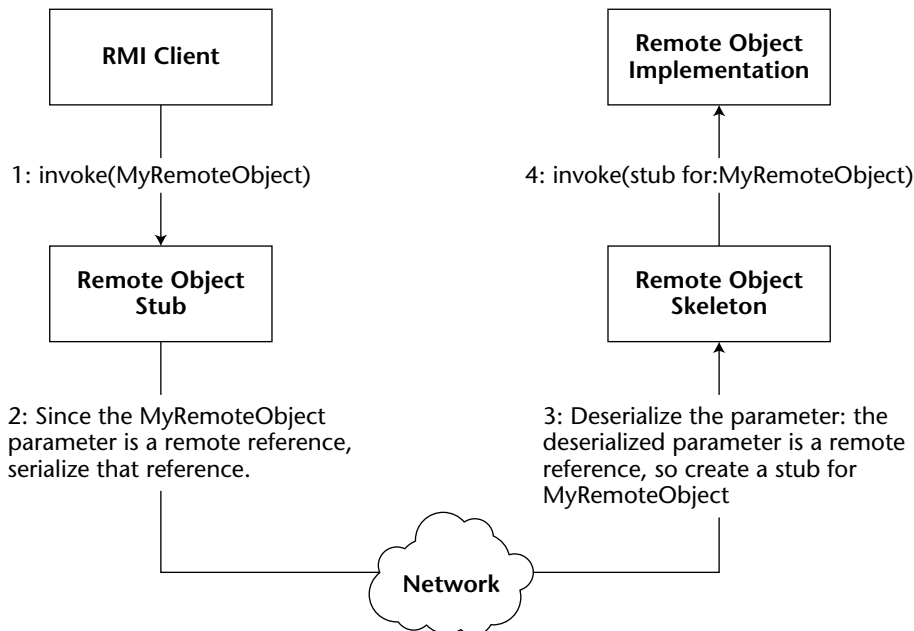 RMI Client
1: invoke(MyRemoteObject)
Remote Object
Stub
2: Since the MyRemoteObject
parameter is a remote reference,
serialize that reference.
Network
3: Deserialize the parameter: the
deserialized parameter is a remote
reference, so create a stub for
MyRemoteObject
Remote Object
Skeleton
4: invoke(stub for:MyRemoteObject)
Remote Object
Implementation